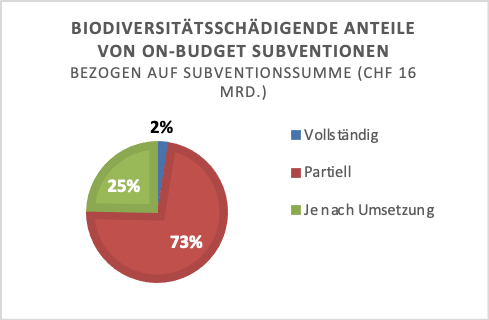 BIODIVERSITÄTSSCHÄDIGENDE ANTEILE
VON ON-BUDGET SUBVENTIONEN
BEZOGEN AUF SUBVENTIONSSUMME (CHF 16
MRD.)
2%
Vollständig
Partiell
25%
Je nach Umsetzung
73%